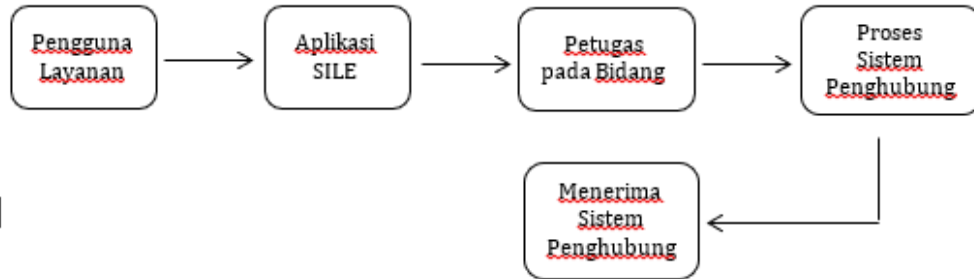 Pengguna
Layanan
Aplikasi
SILE
Petugas
pada Bidang
Proses
Sistem
Penghubung
Menerima
Sistem
Penghubung